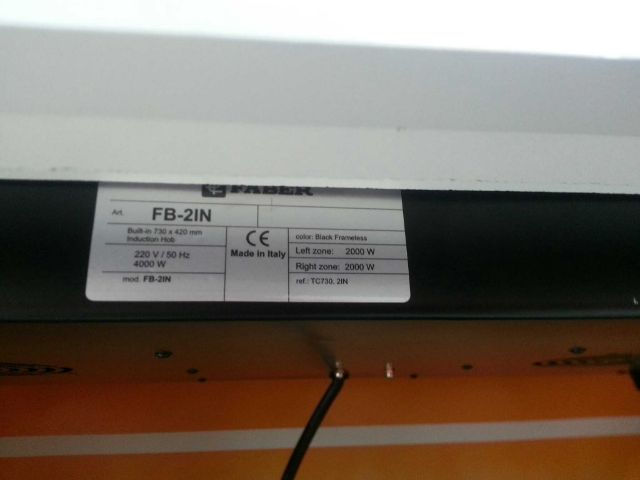 FABER
Art. FB-2IN
Built-in 730 x 420 mm
Induction Hob
220 V / 50 Hz
4000 W
mod. FB-2IN
CE
Made in Italy
color: Black Frameless
Left zone: 2000 W
Right zone: 2000 W
ref.: TC730. 2IN